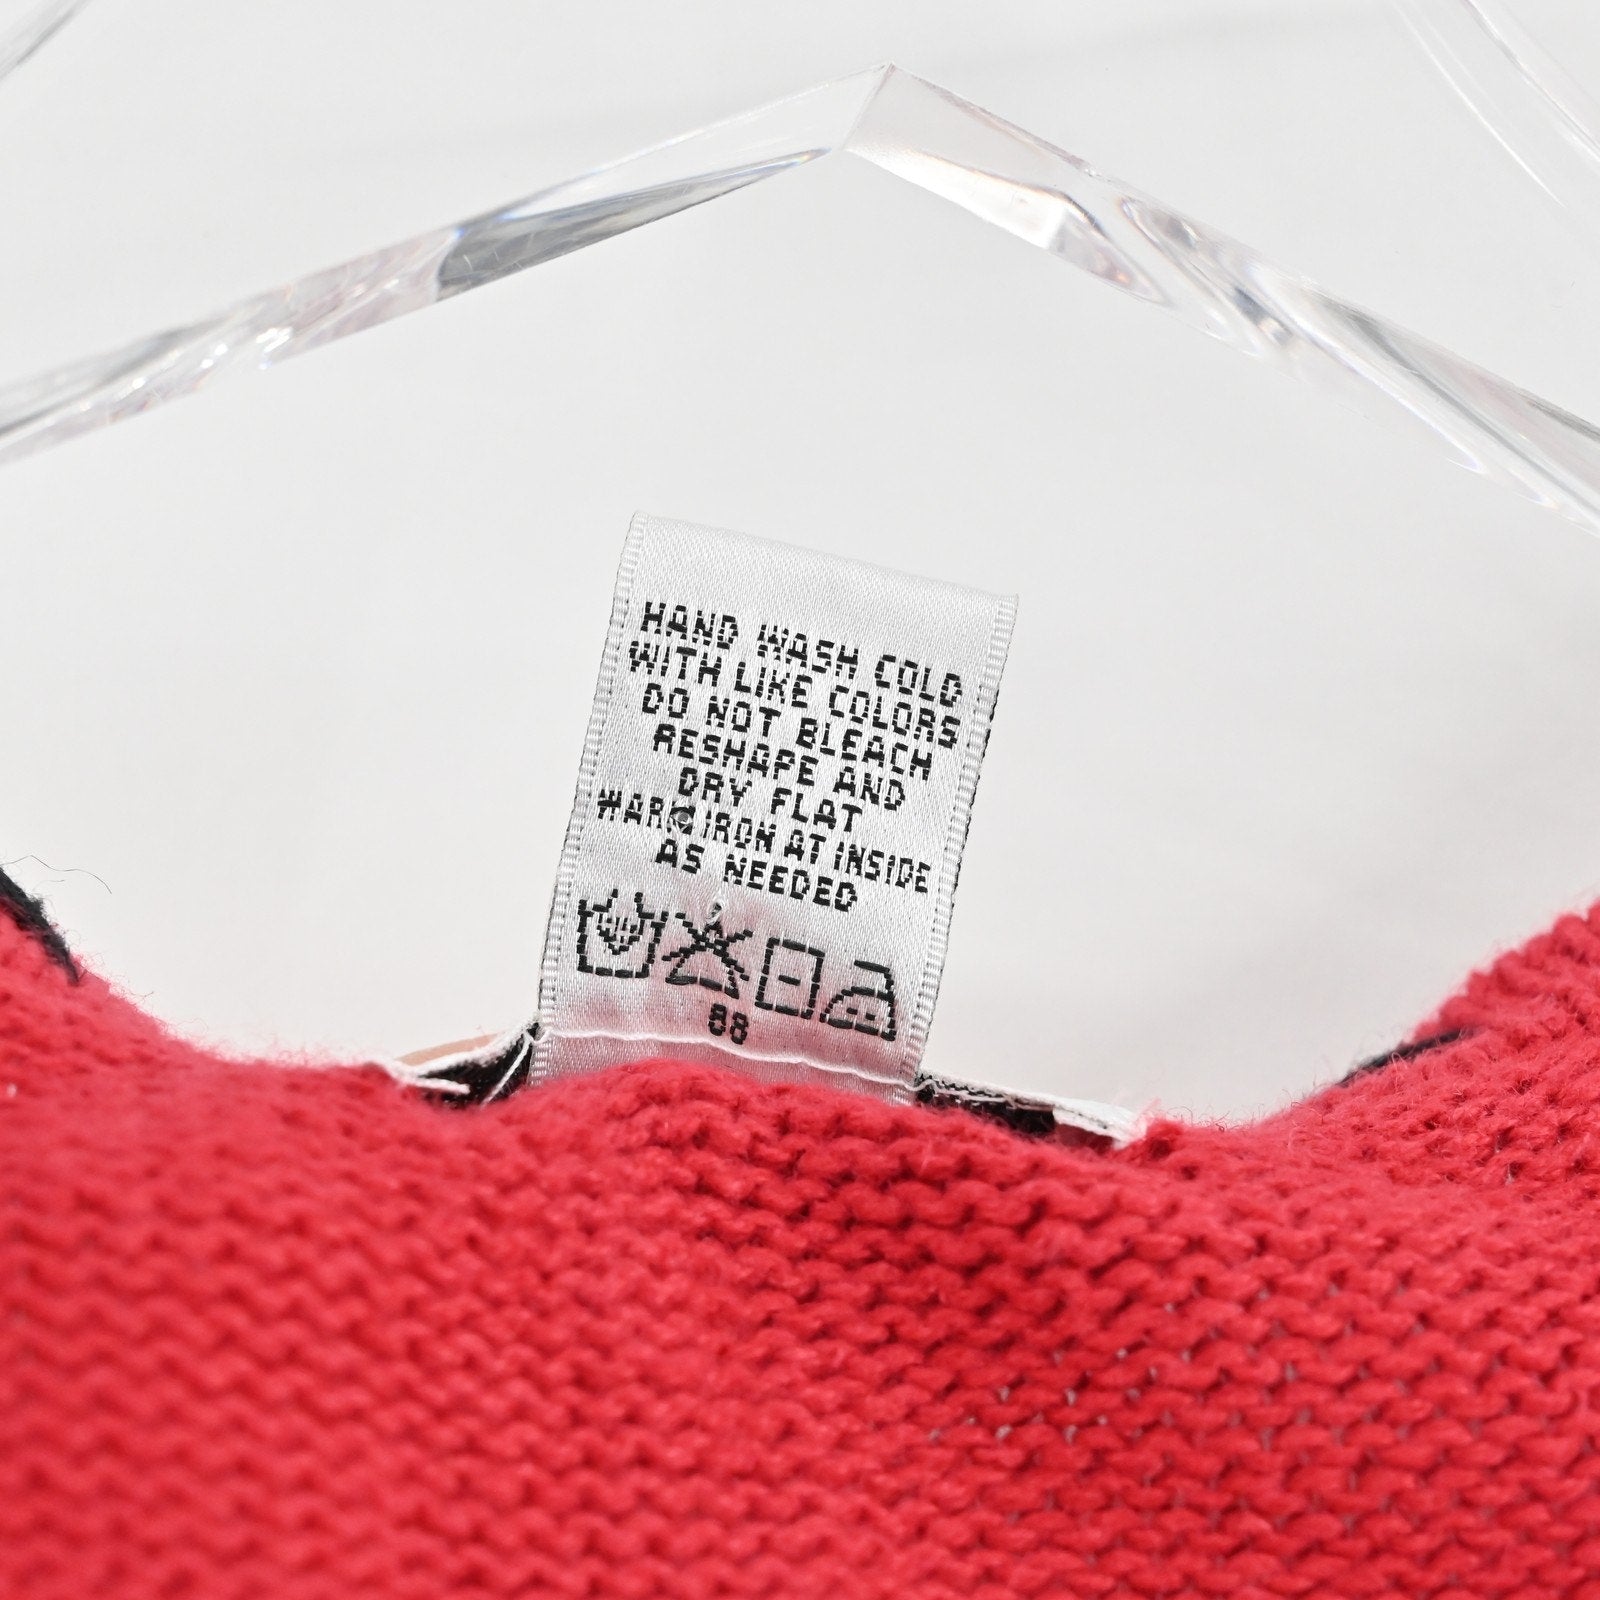 HAND WASH COLD
WITH LIKE COLORS
DO NOT BLEACH
RESHAPE AND
DRY FLAT
WARM IRON AT INSIDE
AS NEEDED
88